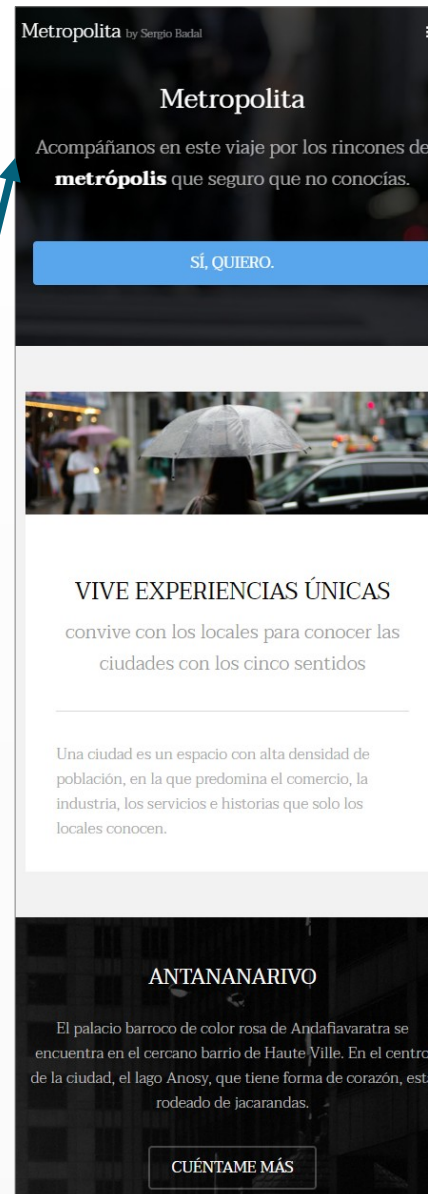 Metropolita by Sergio Badal
Metropolita
Acompáñanos en este viaje por los rincones de
metrópolis que seguro que no conocías.
SÍ, QUIERO.
VIVE EXPERIENCIAS ÚNICAS
convive con los locales para conocer las
ciudades con los cinco sentidos
Una ciudad es un espacio con alta densidad de
población, en la que predomina el comercio, la
industria, los servicios e historias que solo los
locales conocen.
ANTANANARIVO
El palacio barroco de color rosa de Andafiavaratra se
encuentra en el cercano barrio de Haute Ville. En el centro
de la ciudad, el lago Anosy, que tiene forma de corazón, está
rodeado de jacarandas.
CUÉNTAME MÁS